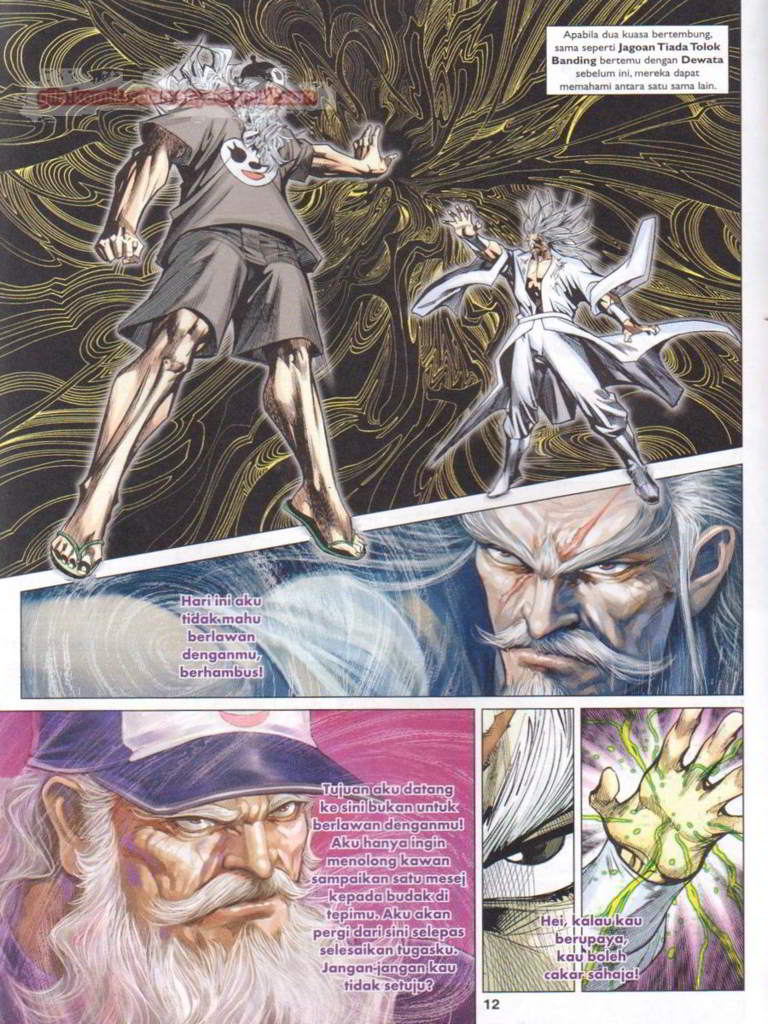 Apabila dua kuasa bertembung,
sama seperti Jagoan Tiada Tolok
Banding bertemu dengan Dewata
sebelum ini, mereka dapat
memahami antara satu sama lain.
Hari ini aku
tidak mahu
berlawan
denganmu,
berhambus!
Tujuan aku datang
ke sini bukan untuk
berlawan denganmu!
Aku hanya ingin
menolong kawan
sampaikan satu mesej
kepada budak di
tepimu. Aku akan
pergi dari sini selepas
selesaikan tugasku.
Jangan-jangan kau
tidak setuju?
Hei, kalau kau
berupaya,
kau boleh
cakar sahaja!
12